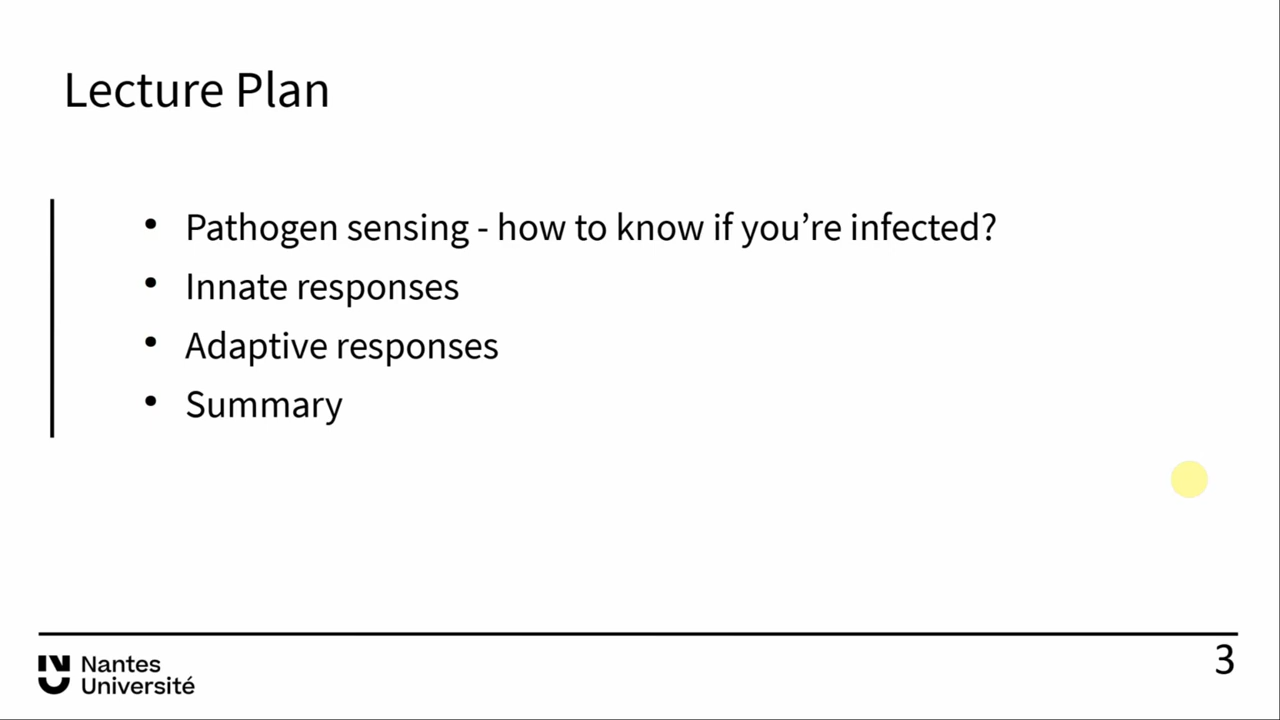 Lecture Plan
• Pathogen sensing - how to know if you’re infected?
• Innate responses
• Adaptive responses
• Summary
3
Nantes
Université